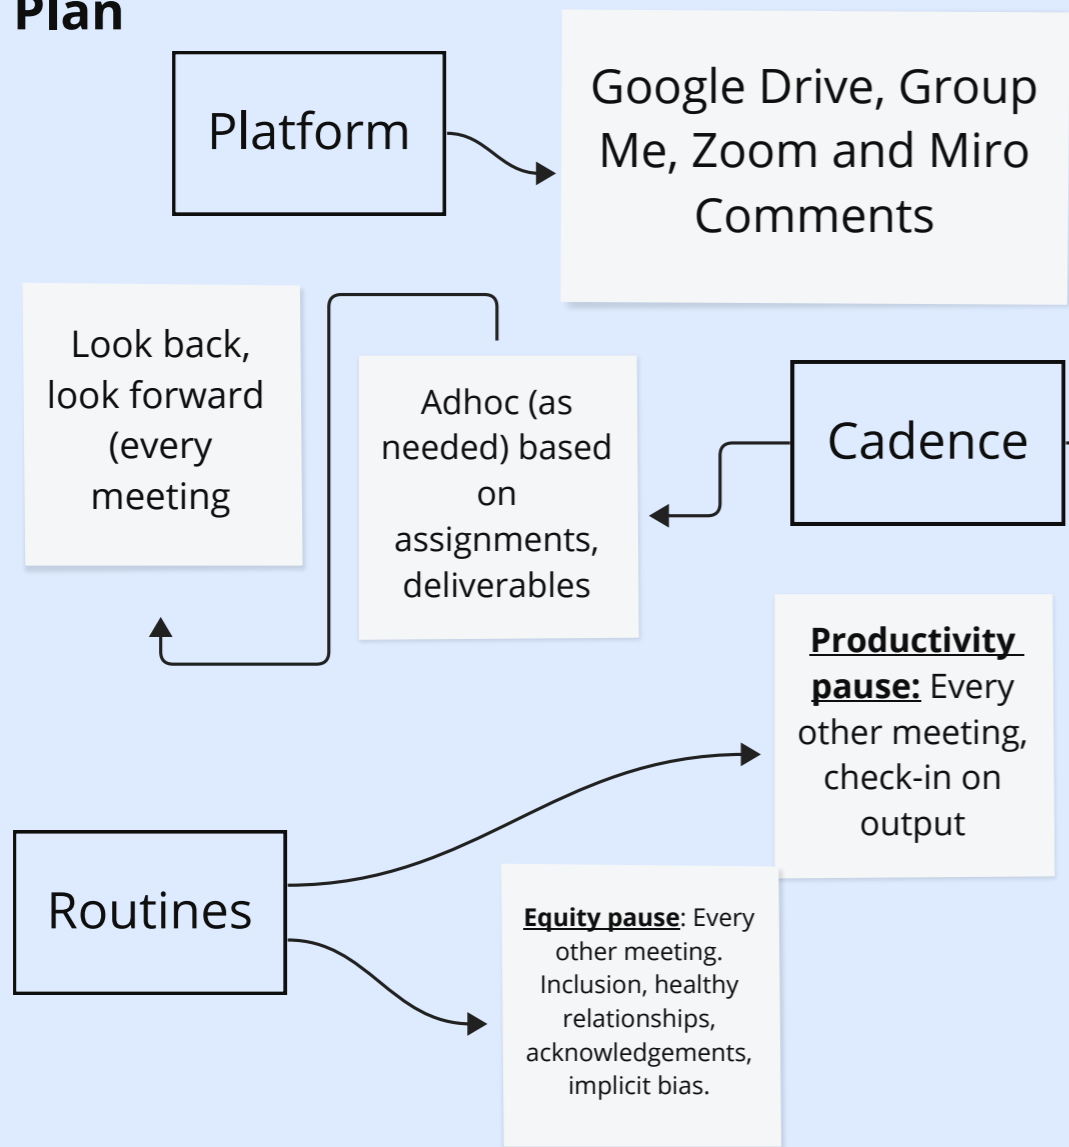 Plan
Platform
Google Drive, Group
Me, Zoom and Miro
Comments
Look back,
look forward
(every
meeting
Adhoc (as
needed) based
on
assignments,
deliverables
Cadence
Productivity
pause: Every
other meeting,
check-in on
output
Routines
Equity pause: Every
other meeting.
Inclusion, healthy
relationships,
acknowledgements,
implicit bias.